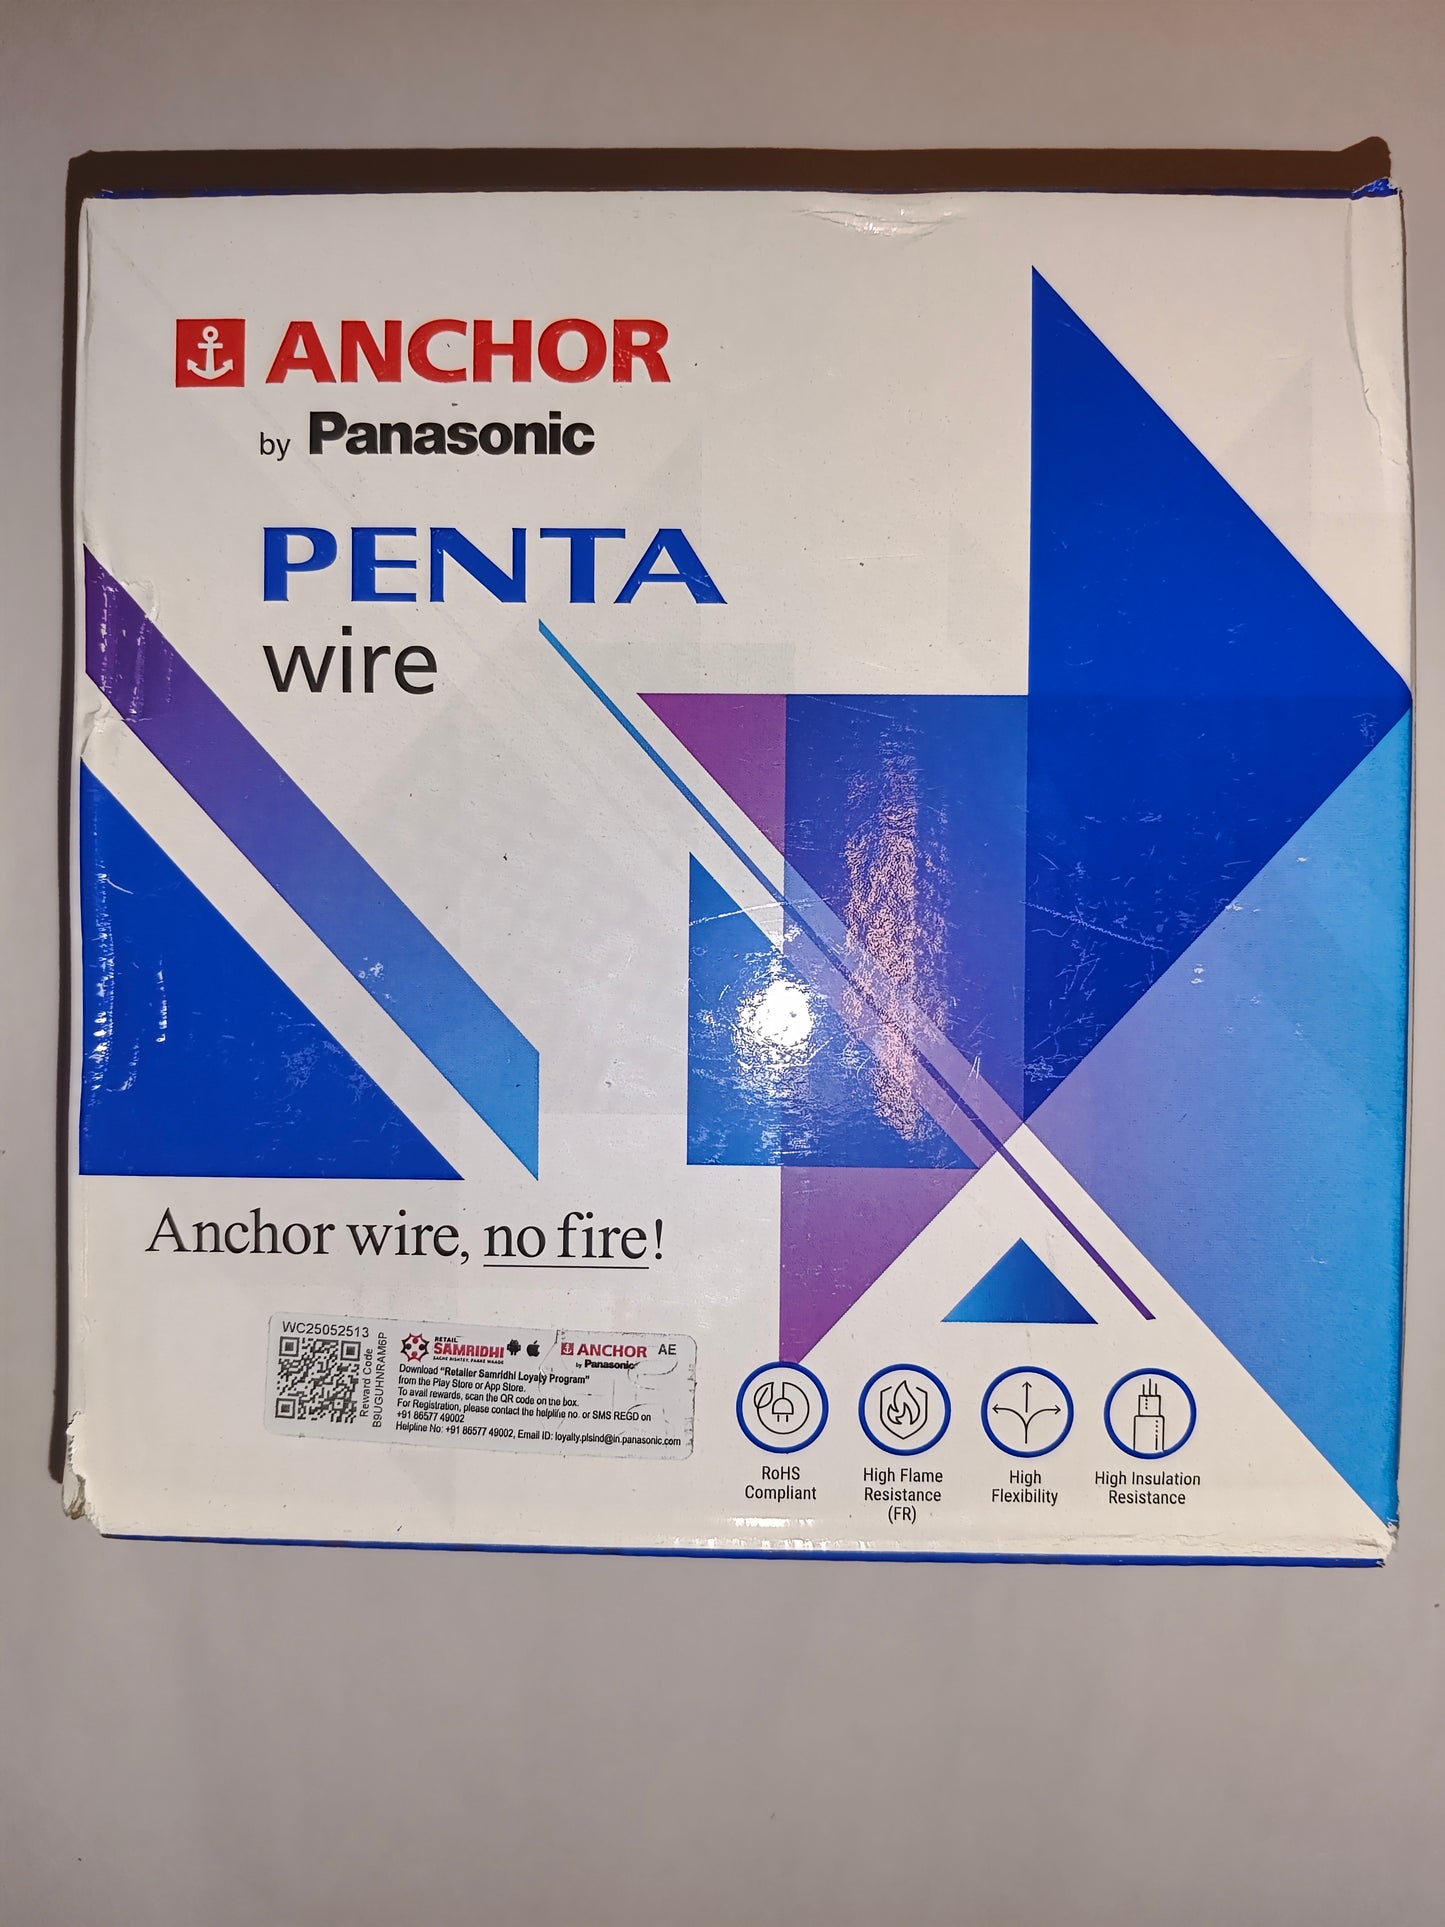 ANCHOR
by Panasonic
PENTA
wire
Anchor wire, no fire!
WC25052513
Reward Code
B9UGUHNRAM6P
RETAIL
SAMRIDHI
SACHE RISHTEY, PAKKE WAADE
ANCHOR
by Panasonic
AE
Download "Retailer Samridhi Loyalty Program"
from the Play Store or App Store.
To avail rewards, scan the QR code on the box.
For Registration, please contact the helpline no. or SMS REGD on
+91 86577 49002
Helpline No: +91 86577 49002, Email ID: loyalty.plsind@in.panasonic.com
RoHS
Compliant
High Flame
Resistance
(FR)
High
Flexibility
High Insulation
Resistance